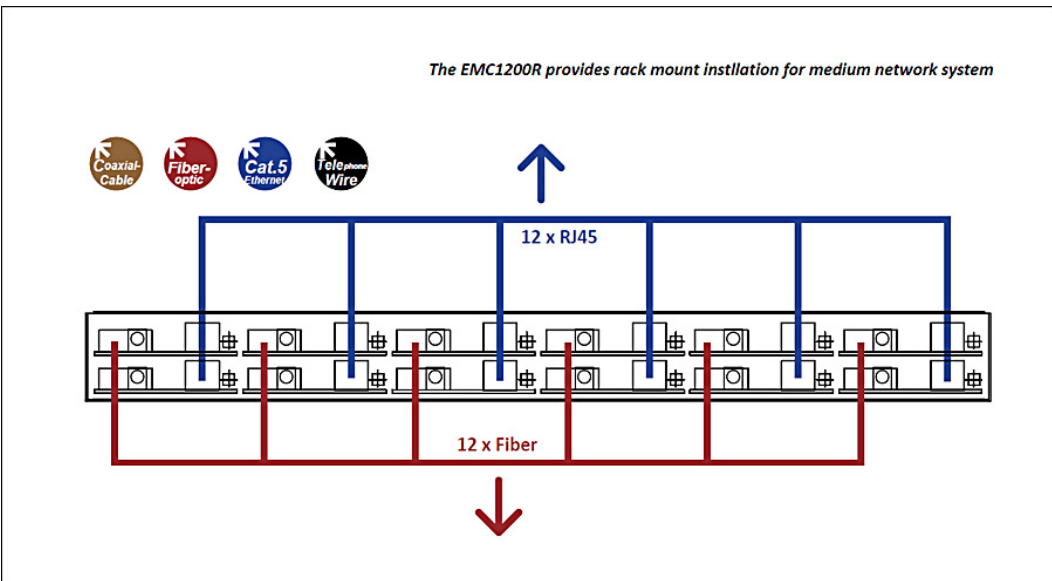 The EMC1200R provides rack mount instllation for medium network system
Coaxial-
Cable
Fiber-
optic
Cat.5
Ethernet
Telephone
Wire
12 x RJ45
12 x Fiber